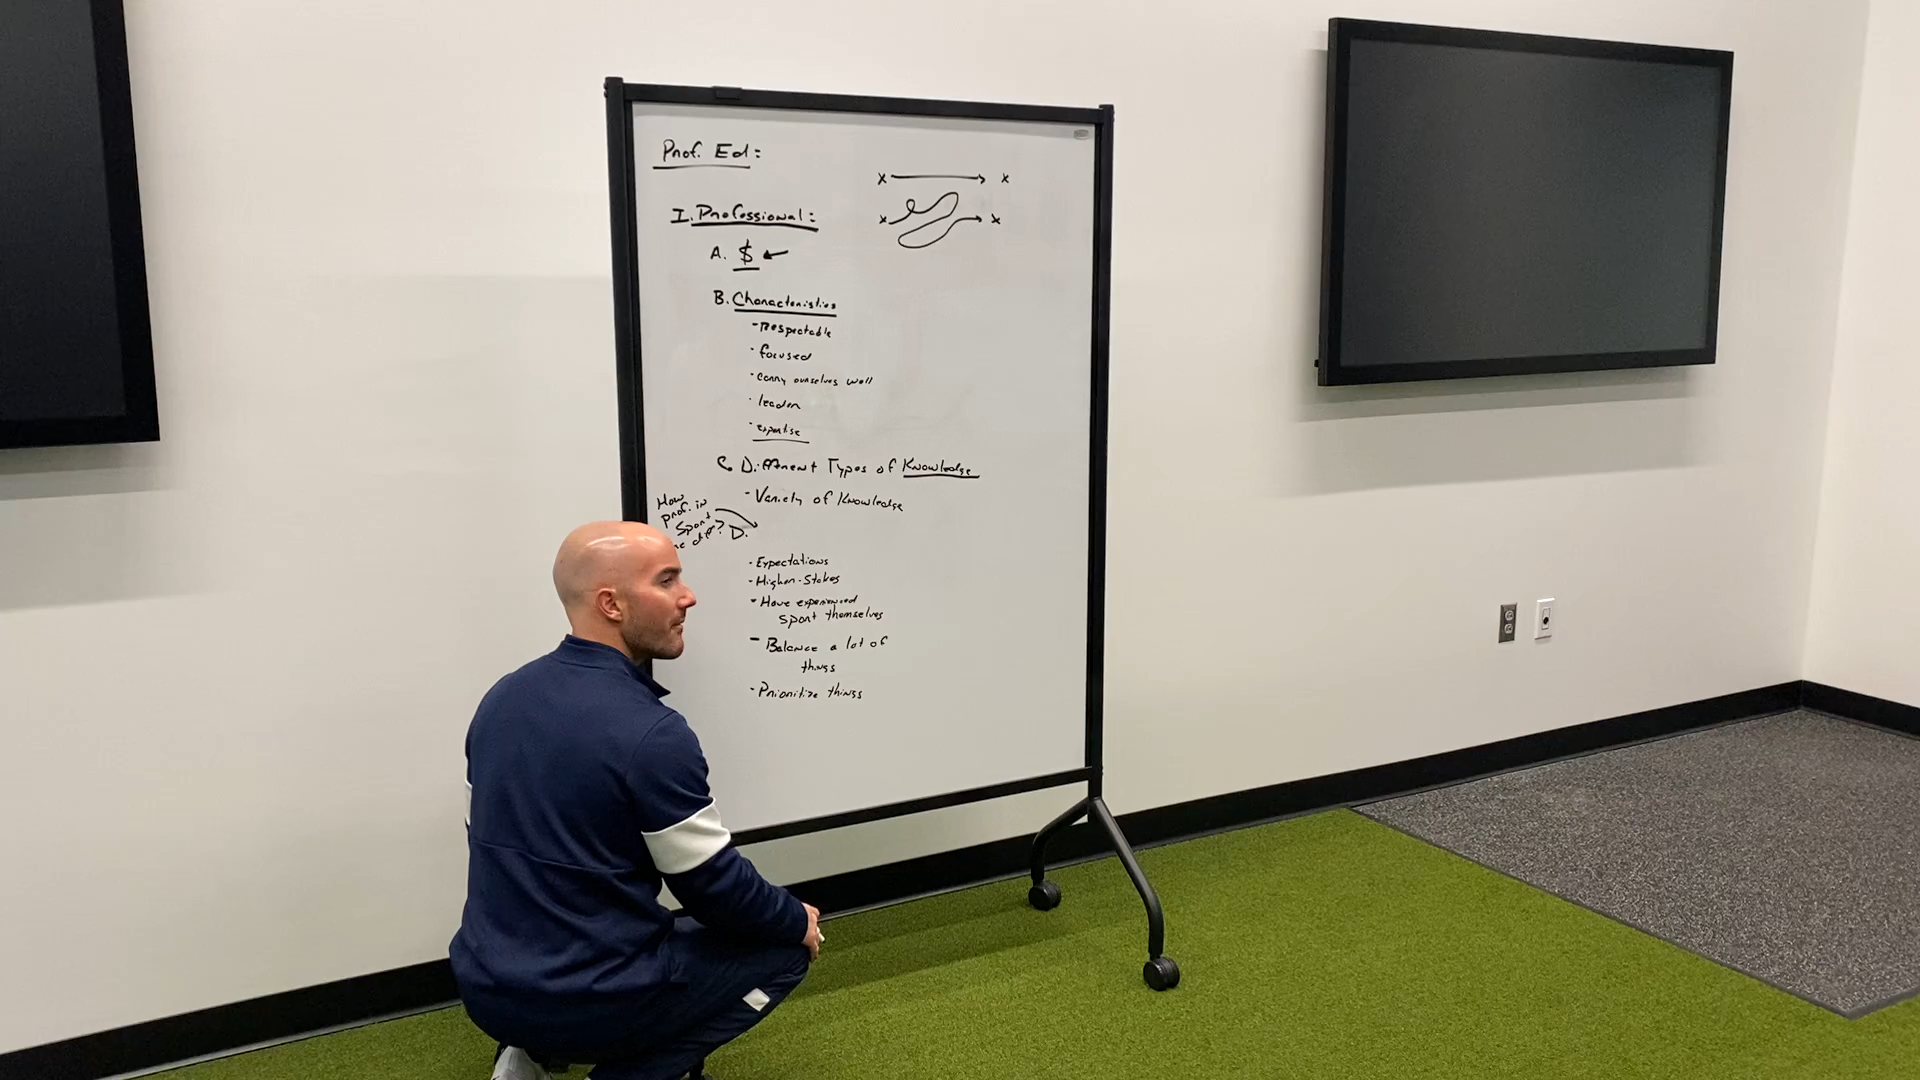 Prof. Ed:
x → x
I. Professional:
x → x
A. $ ←
B. Characteristics
- Respectable
· focused
· carry ourselves well
· leader
· expertise
C. Different Types of Knowledge
- Variety of Knowledge
How
prof. in
sport
diff? D.
- Expectations
- Higher-Stakes
- Have experienced
sport themselves
- Balance a lot of
things
- Prioritize things